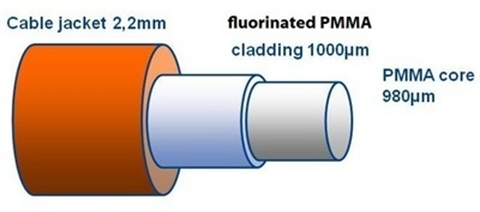 Cable jacket 2,2mm
fluorinated PMMA
cladding 1000µm
PMMA core
980µm